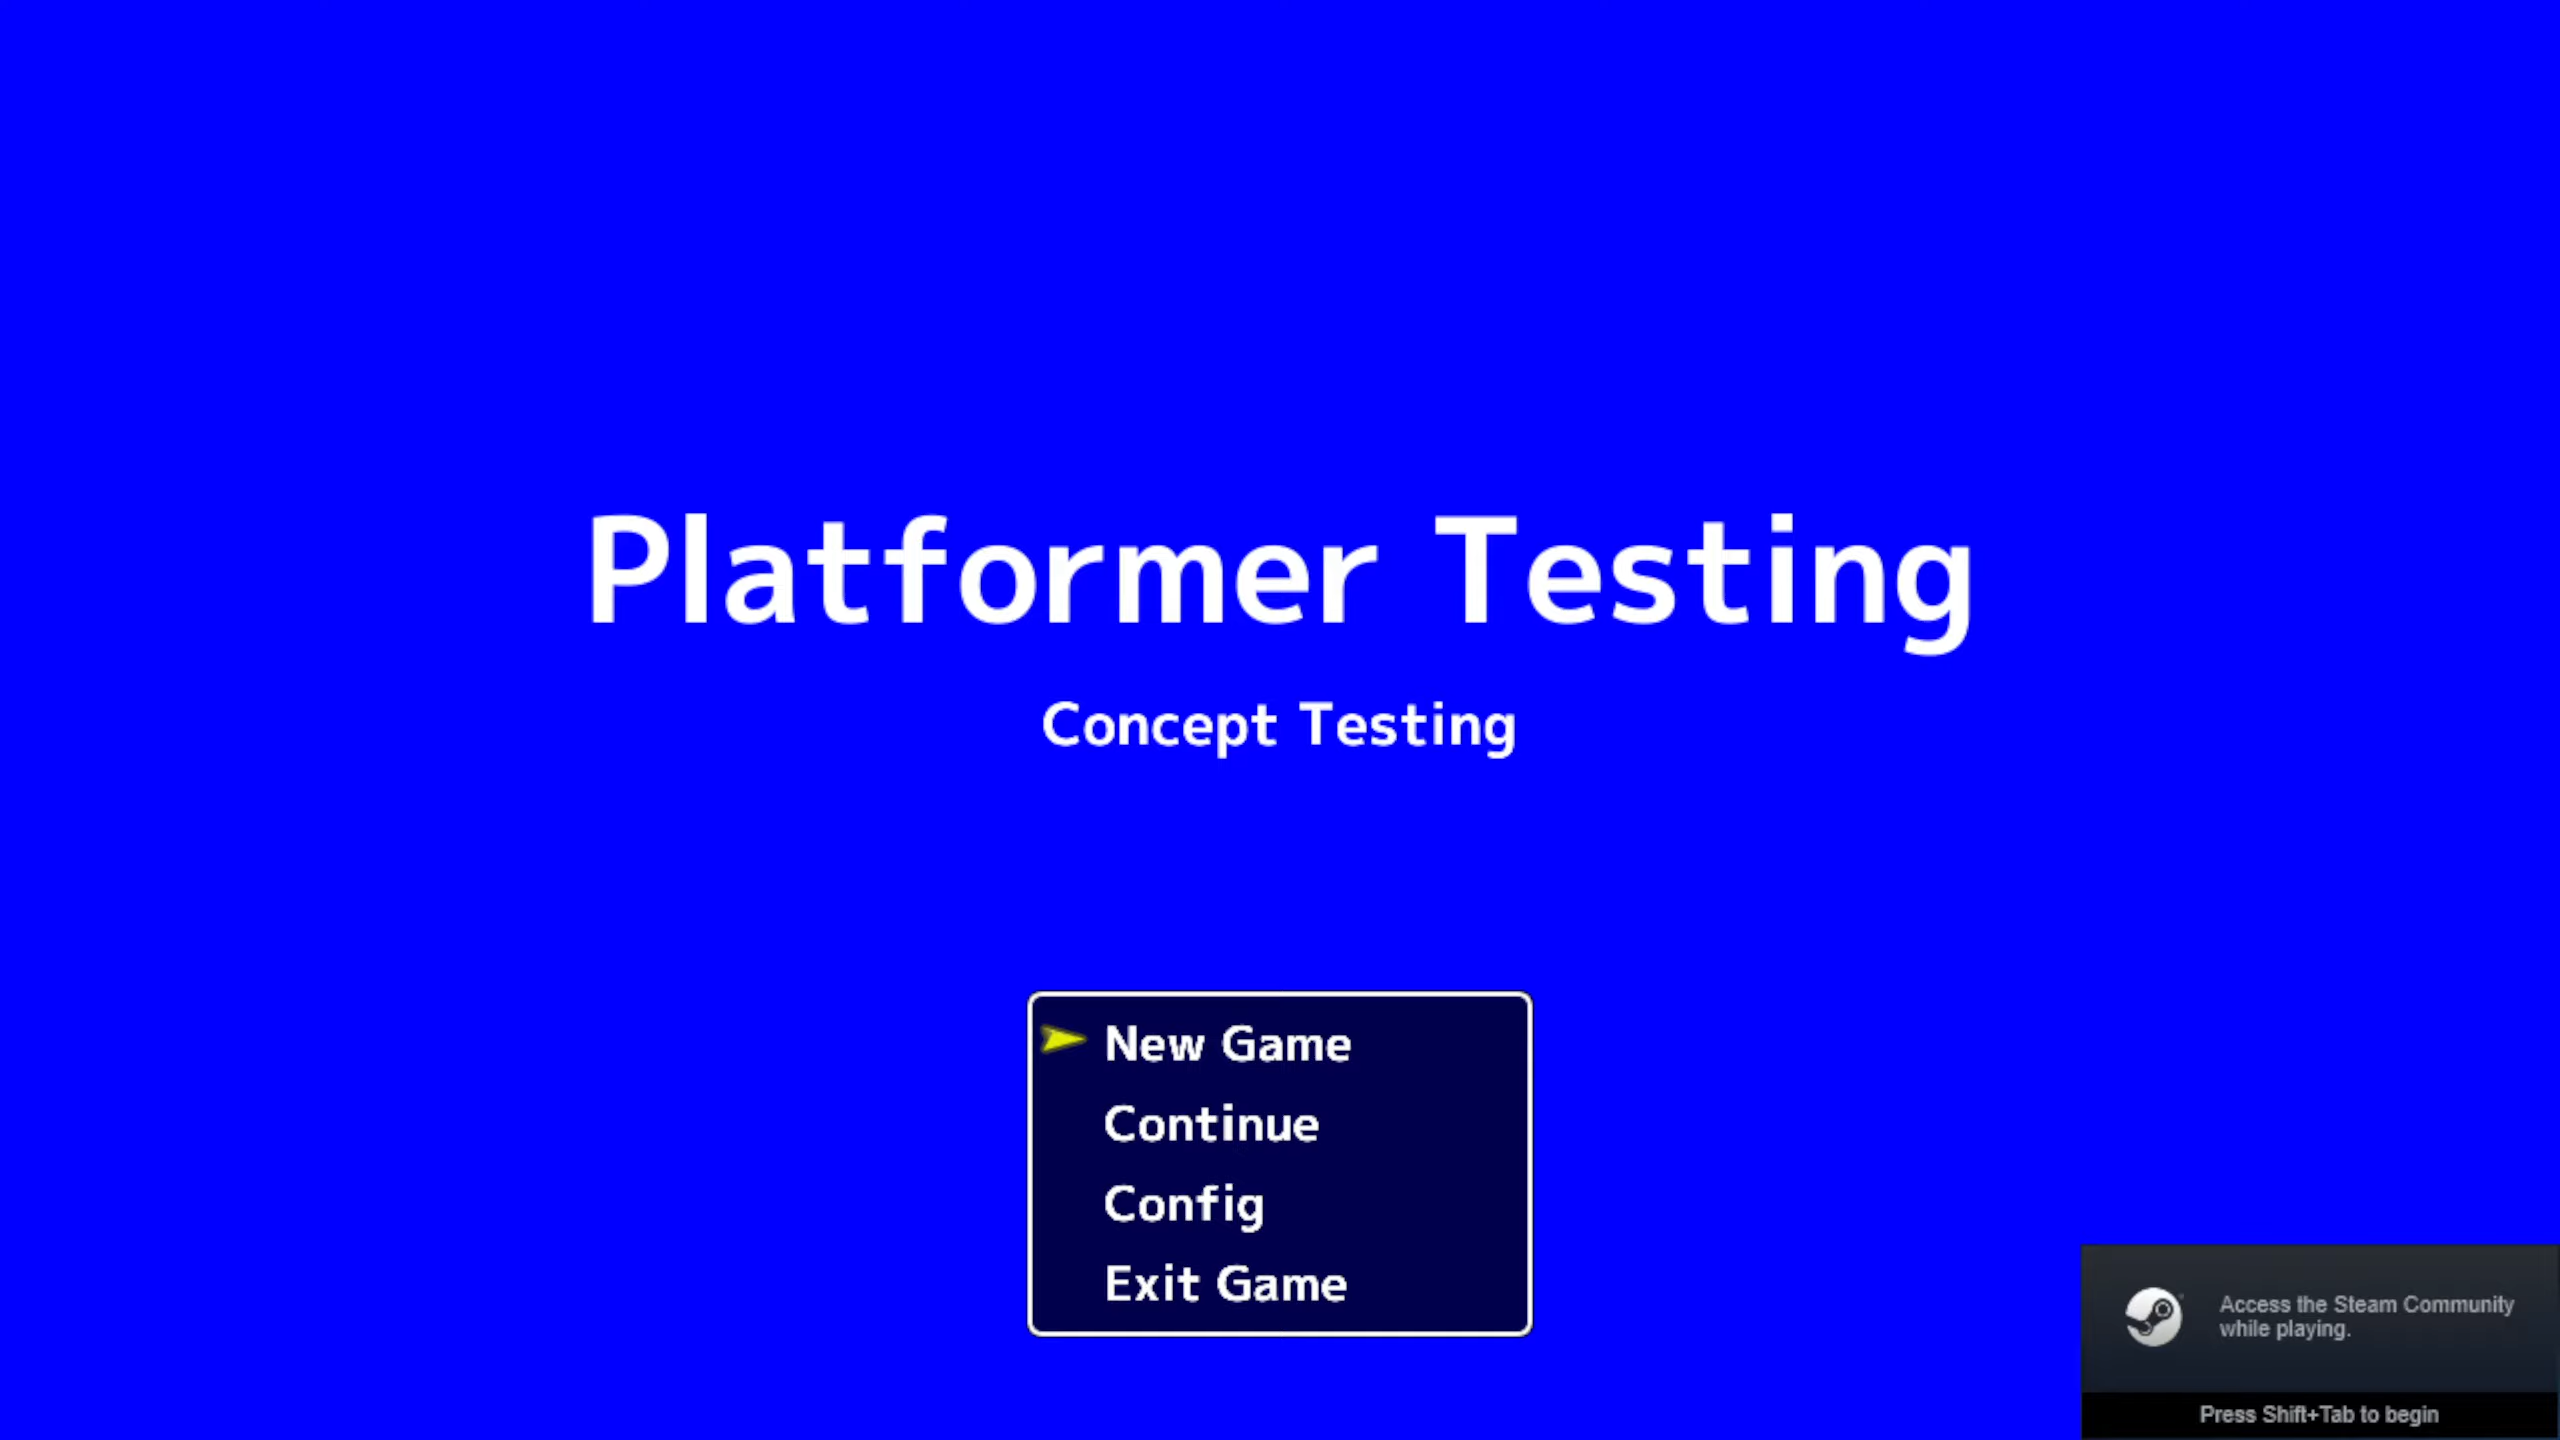 Platformer Testing
Concept Testing
New Game
Continue
Config
Exit Game
Access the Steam Community
while playing.
Press Shift+Tab to begin